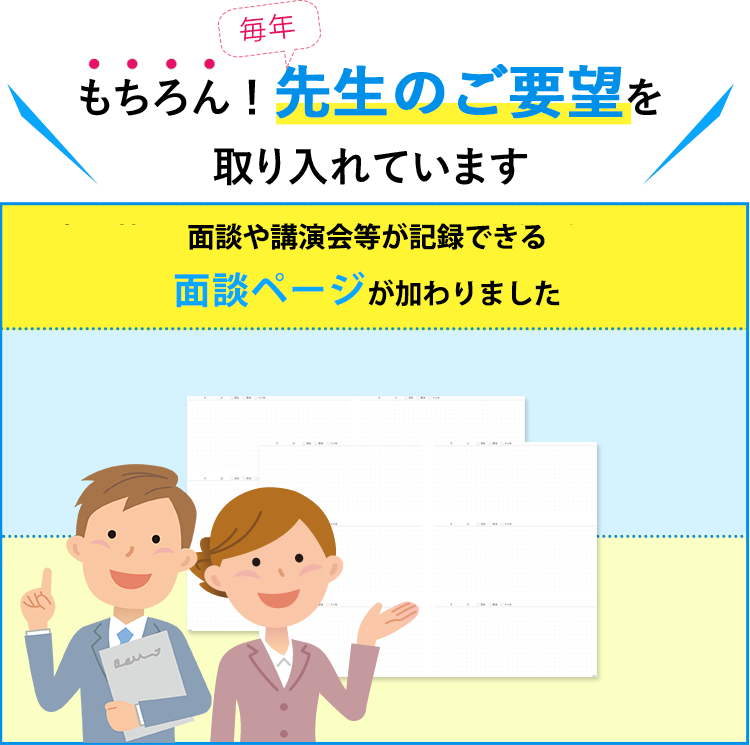 毎年
もちろん！先生のご要望を
取り入れています
面談や講演会等が記録できる
面談ページが加わりました